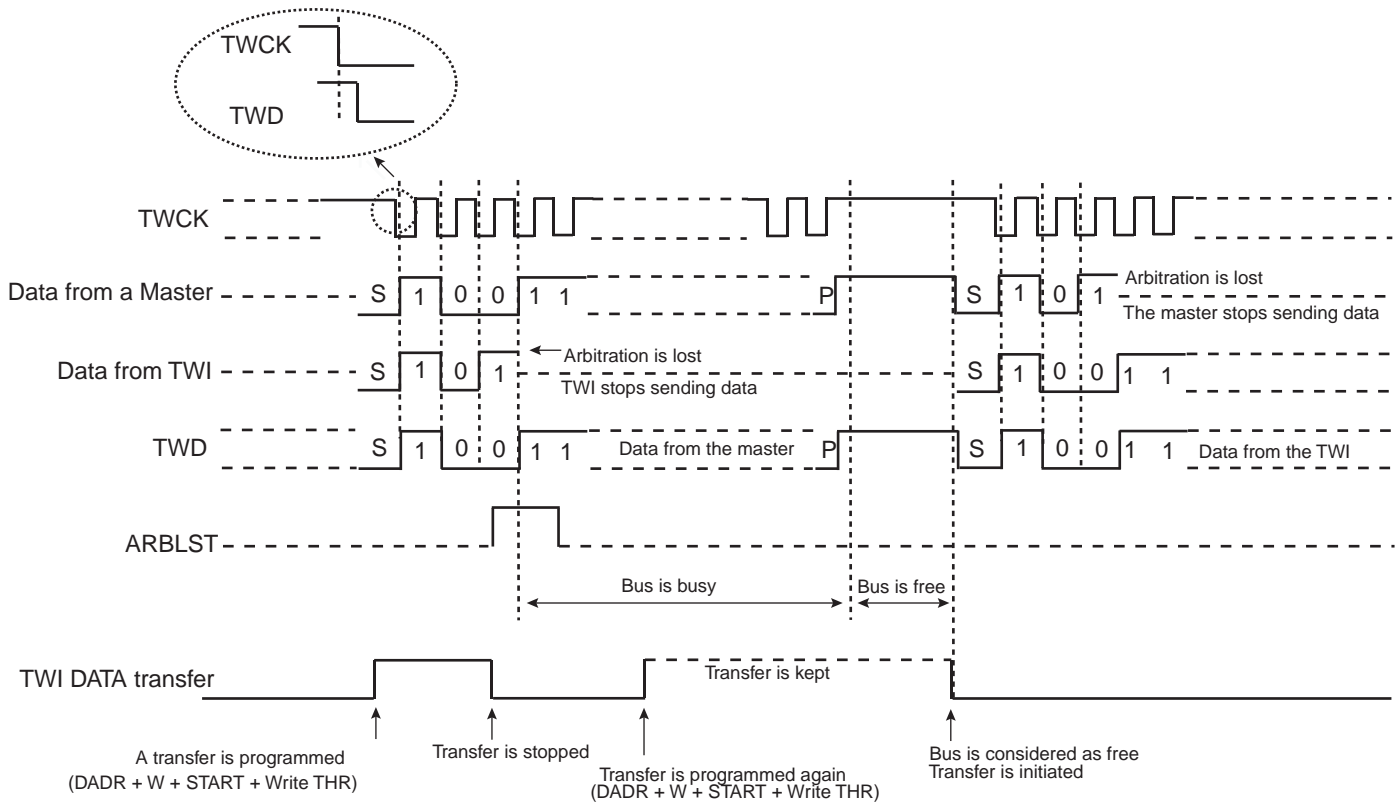 TWCK
TWD
TWCK
Data from a Master S 1 0 0 1 1 P S 1 0 1 Arbitration is lost
The master stops sending data
Data from TWI S 1 0 1 Arbitration is lost
TWI stops sending data
S 1 0 0 1 1
TWD S 1 0 0 1 1 Data from the master P S 1 0 0 1 1 Data from the TWI
ARBLST
Bus is busy Bus is free
TWI DATA transfer Transfer is kept
A transfer is programmed
(DADR + W + START + Write THR)
Transfer is stopped
Transfer is programmed again
(DADR + W + START + Write THR)
Bus is considered as free
Transfer is initiated